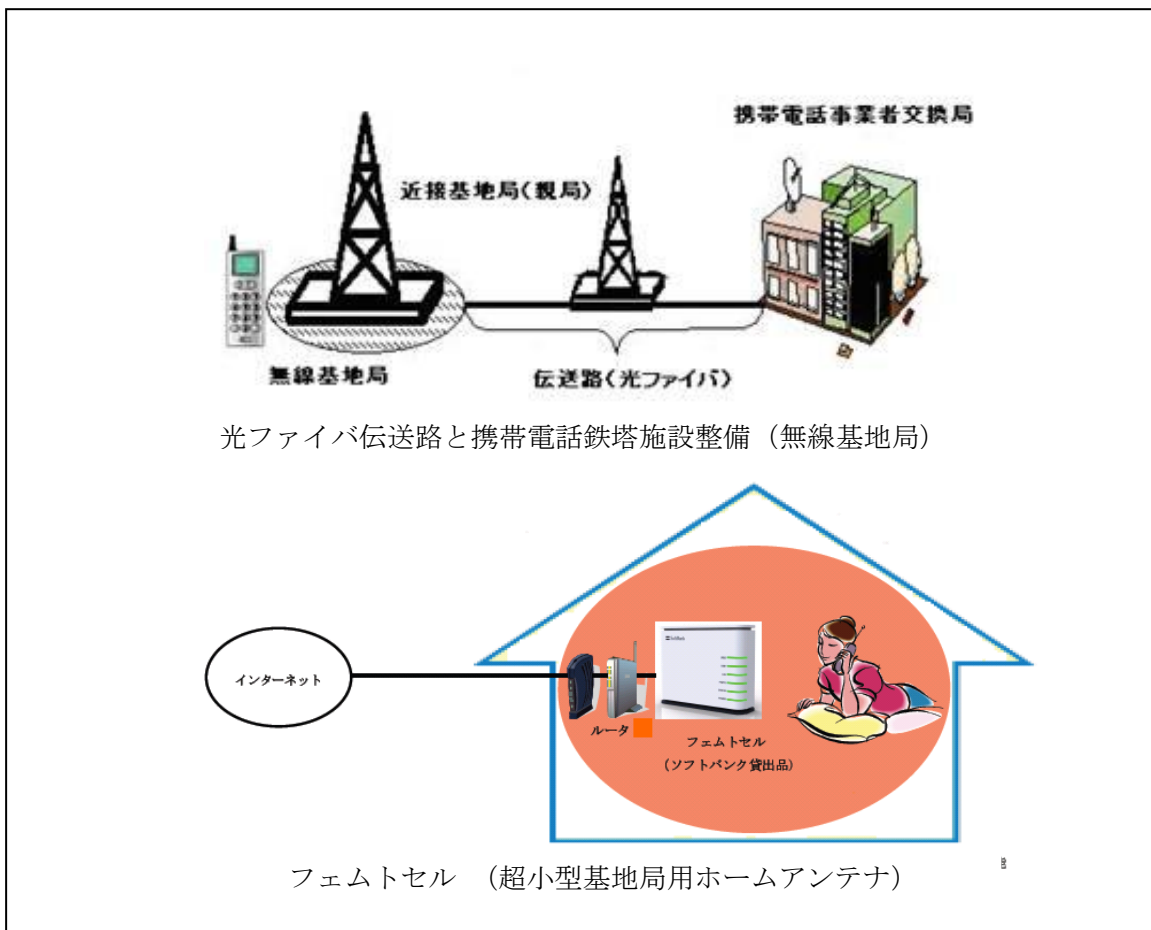 携帯電話事業者交換局
近接基地局(親局)
無線基地局
伝送路(光ファイバ)
光ファイバ伝送路と携帯電話鉄塔施設整備(無線基地局)
インターネット
SoftBank
ルータ
フェムトセル
(ソフトバンク貸出品)
フェムトセル (超小型基地局用ホームアンテナ)